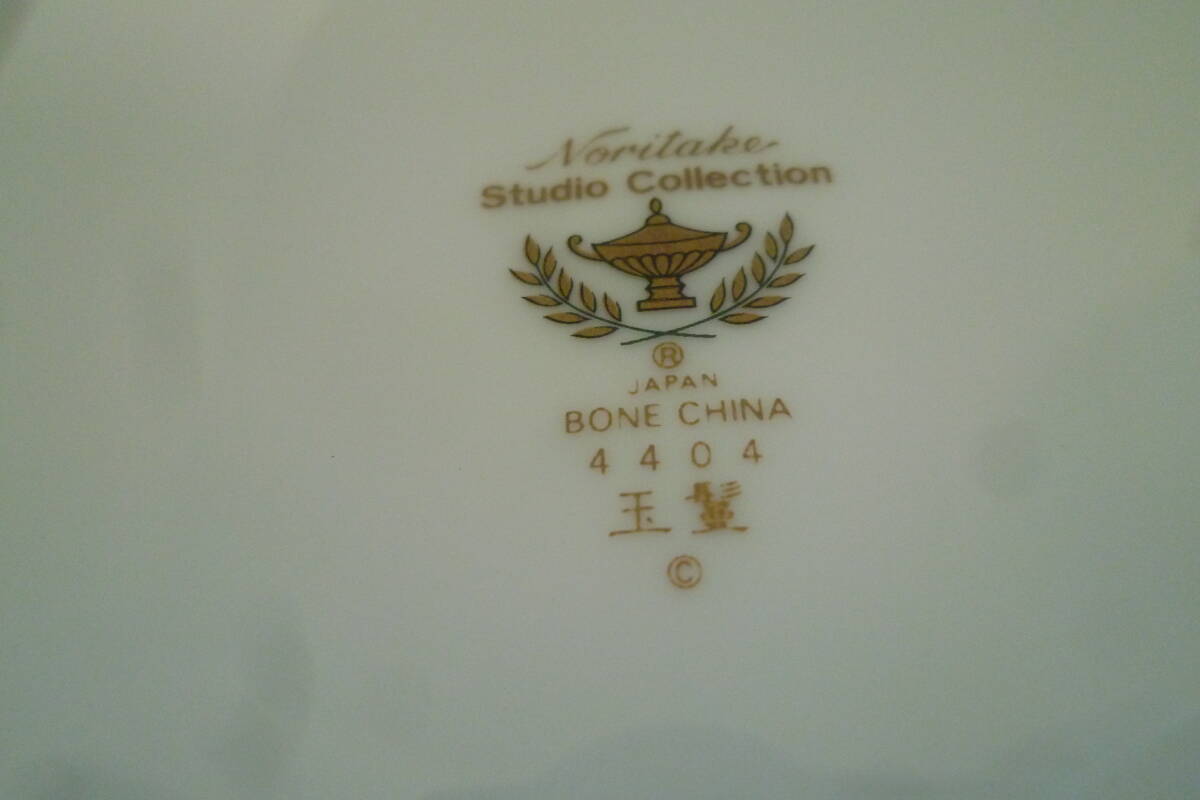 Noritake
Studio Collection
®
JAPAN
BONE CHINA
4404
玉鬘
©